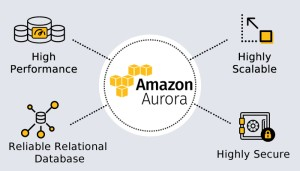 High
Performance
Highly
Scalable
Amazon
Aurora
Reliable Relational
Database
Highly Secure